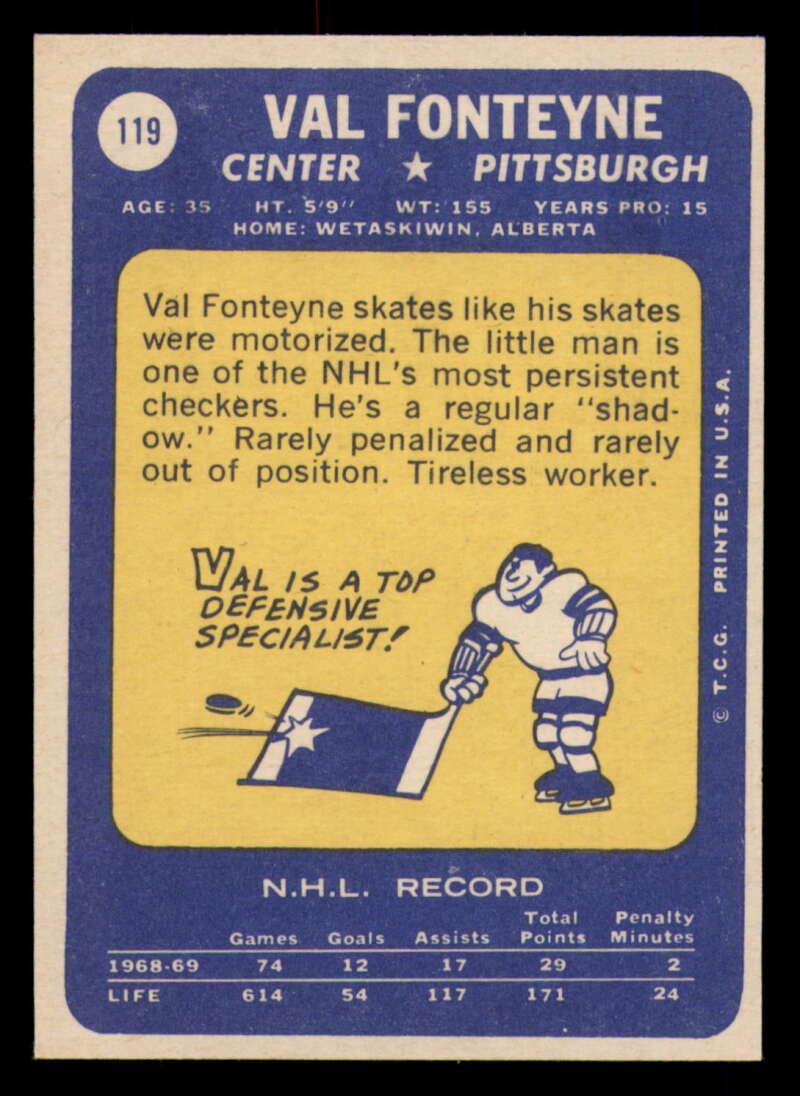 119
VAL FONTEYNE
CENTER ★ PITTSBURGH
AGE: 35 HT. 5'9" WT: 155 YEARS PRO: 15
HOME: WETASKIWIN, ALBERTA
Val Fonteyne skates like his skates
were motorized. The little man is
one of the NHL's most persistent
checkers. He's a regular "shad-
ow." Rarely penalized and rarely
out of position. Tireless worker.
VAL IS A TOP
DEFENSIVE
SPECIALIST!
© T.C.G. PRINTED IN U.S.A.
N.H.L. RECORD
Games Goals Assists Total Points Penalty Minutes
1968-69 74 12 17 29 2
LIFE 614 54 117 171 24